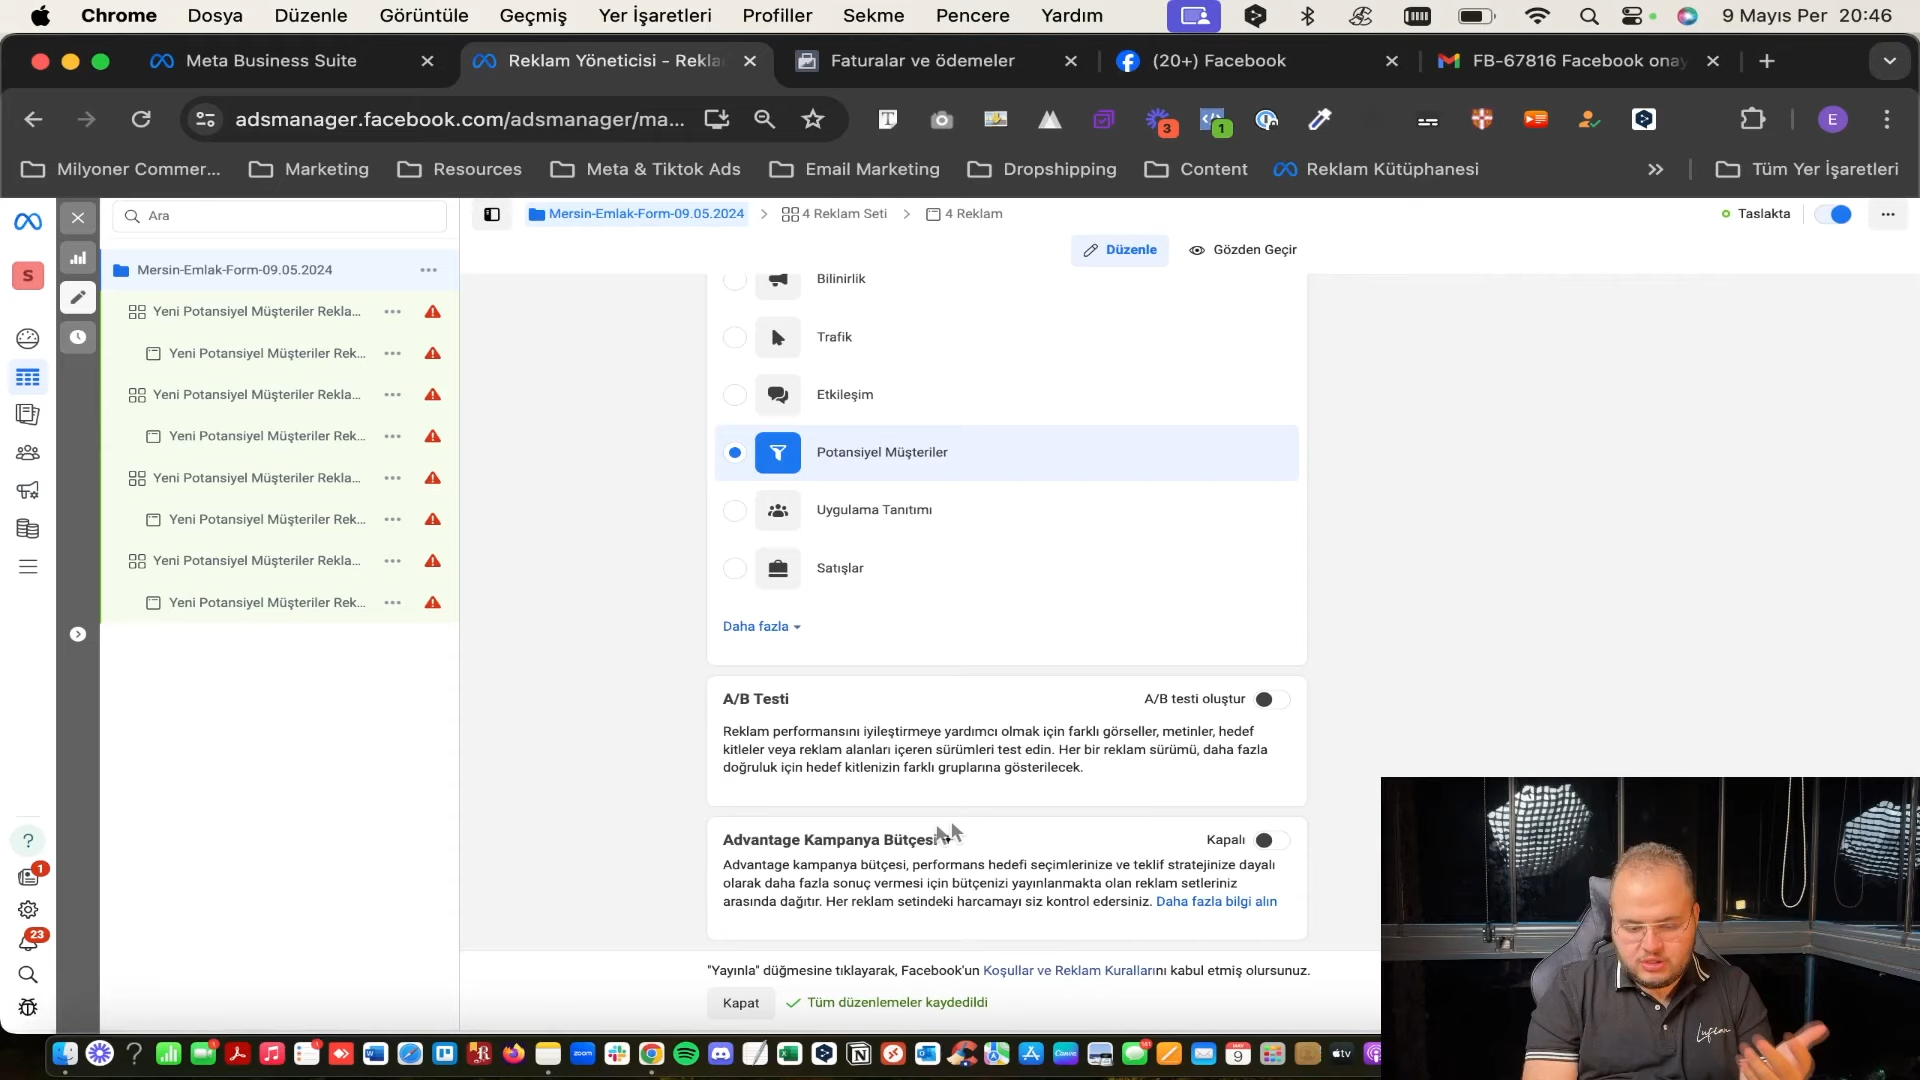 Chrome Dosya Düzenle Görüntüle Geçmiş Yer İşaretleri Profiller Sekme Pencere Yardım 9 Mayıs Per 20:46
Meta Business Suite Reklam Yöneticisi - Rekla Faturalar ve ödemeler (20+) Facebook FB-67816 Facebook onay
adsmanager.facebook.com/adsmanager/ma... 3 1 E
Milyoner Commer... Marketing Resources Meta & Tiktok Ads Email Marketing Dropshipping Content Reklam Kütüphanesi Tüm Yer İşaretleri
Ara
Mersin-Emlak-Form-09.05.2024 4 Reklam Seti 4 Reklam Taslakta
Düzenle Gözden Geçir
S
Mersin-Emlak-Form-09.05.2024
Yeni Potansiyel Müşteriler Rekla...
Yeni Potansiyel Müşteriler Rek...
Yeni Potansiyel Müşteriler Rekla...
Yeni Potansiyel Müşteriler Rek...
Yeni Potansiyel Müşteriler Rekla...
Yeni Potansiyel Müşteriler Rek...
Yeni Potansiyel Müşteriler Rekla...
Yeni Potansiyel Müşteriler Rek...
Bilinirlik
Trafik
Etkileşim
Potansiyel Müşteriler
Uygulama Tanıtımı
Satışlar
Daha fazla
A/B Testi A/B testi oluştur
Reklam performansını iyileştirmeye yardımcı olmak için farklı görseller, metinler, hedef
kitleler veya reklam alanları içeren sürümleri test edin. Her bir reklam sürümü, daha fazla
doğruluk için hedef kitlenizin farklı gruplarına gösterilecek.
Advantage Kampanya Bütçesi Kapalı
Advantage kampanya bütçesi, performans hedefi seçimlerinize ve teklif stratejinize dayalı
olarak daha fazla sonuç vermesi için bütçenizi yayınlanmakta olan reklam setleriniz
arasında dağıtır. Her reklam setindeki harcamayı siz kontrol edersiniz. Daha fazla bilgi alın
"Yayınla" düğmesine tıklayarak, Facebook'un Koşullar ve Reklam Kurallarını kabul etmiş olursunuz.
Kapat Tüm düzenlemeler kaydedildi
1
23
zoom
Canva
9
tv